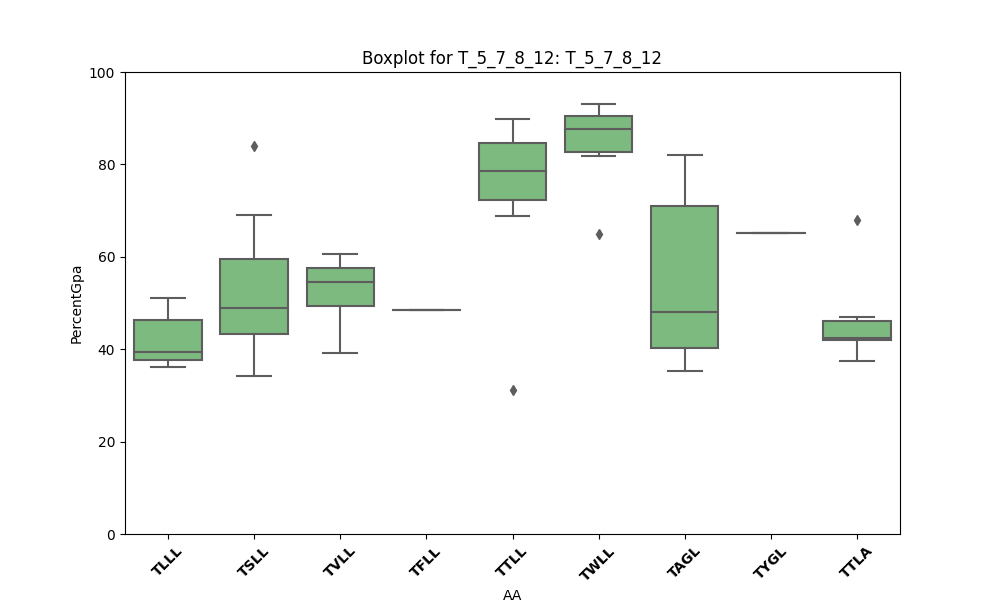 Boxplot for T_5_7_8_12: T_5_7_8_12
100
80
60
40
20
0
PercentGpa
TLLL
TSLL
TVLL
TFLL
TTLL
TWLL
TAGL
TYGL
TTLA
AA